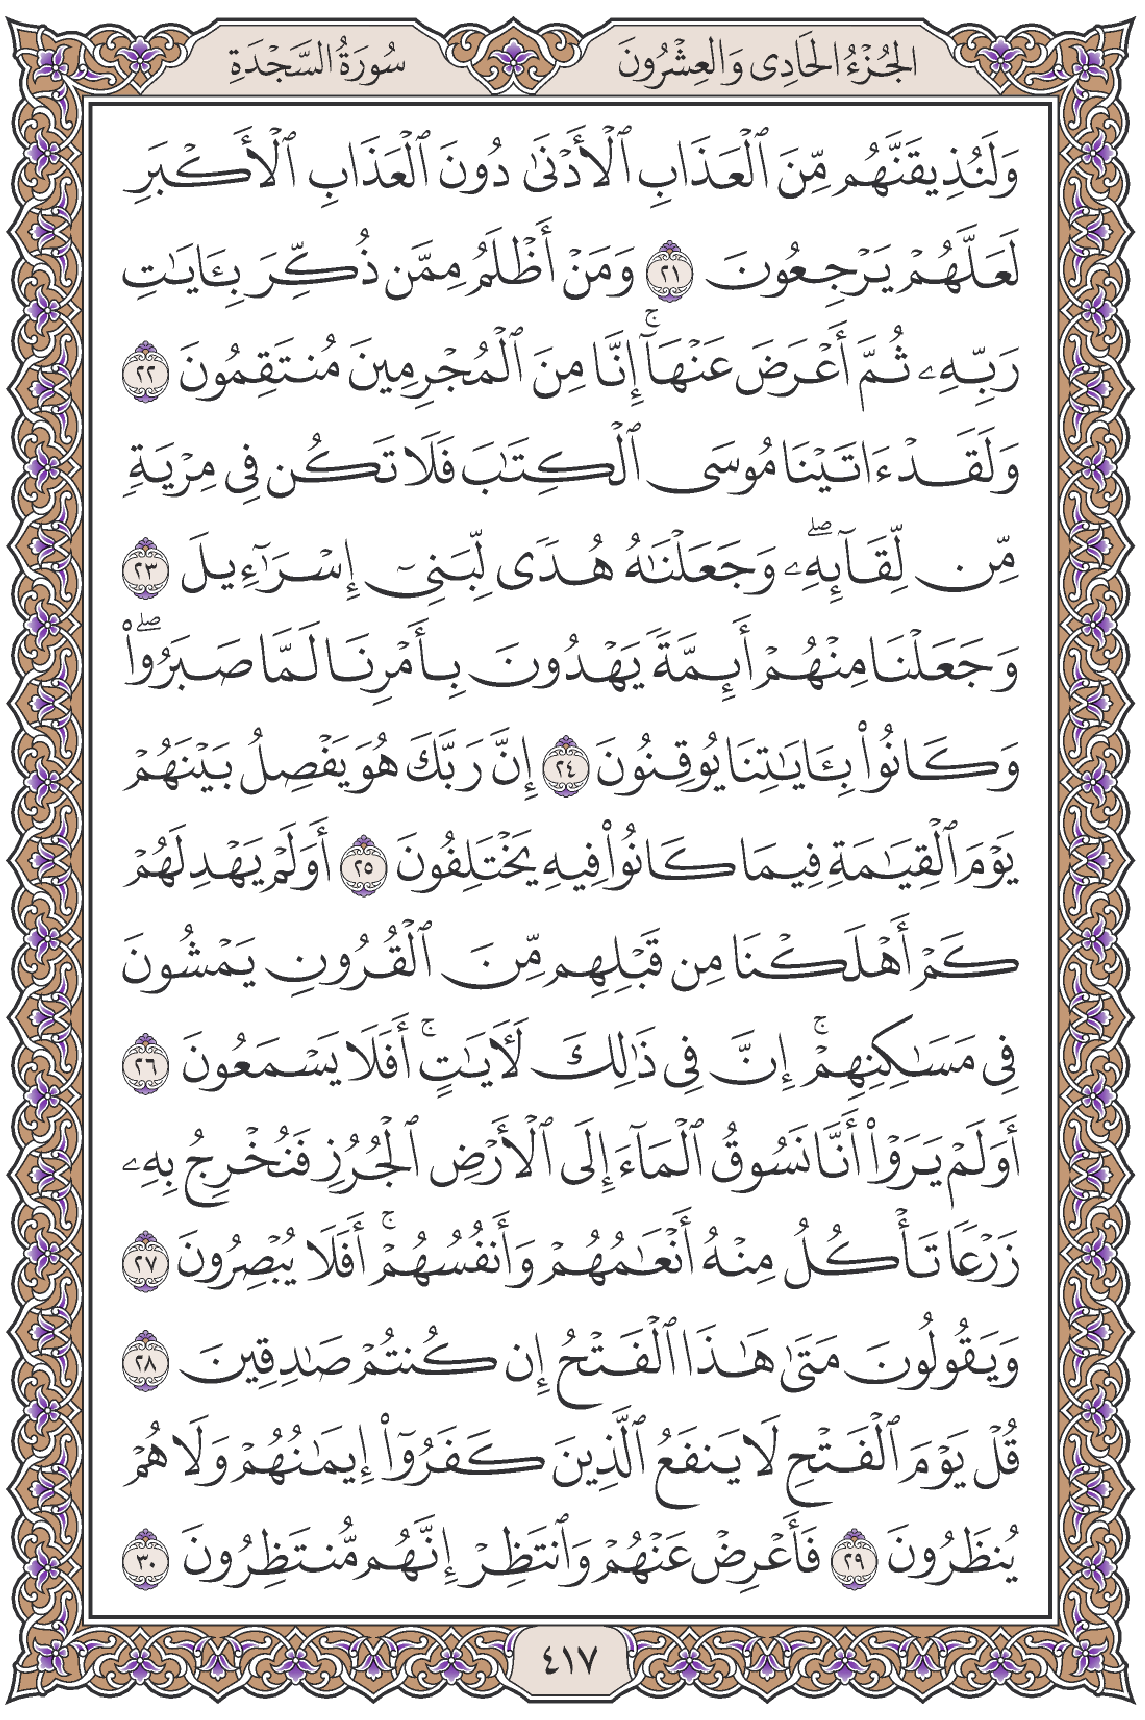 الجُزْءُ الحَادِى وَالعِشْرُونَ
سُورَةُ السَّجْدَةِ
وَلَنُذِيقَنَّهُم مِّنَ ٱلْعَذَابِ ٱلْأَدْنَىٰ دُونَ ٱلْعَذَابِ ٱلْأَكْبَرِ
لَعَلَّهُمْ يَرْجِعُونَ ٢١ وَمَنْ أَظْلَمُ مِمَّن ذُكِّرَ بِـَٔايَـٰتِ
رَبِّهِۦ ثُمَّ أَعْرَضَ عَنْهَآ ۚ إِنَّا مِنَ ٱلْمُجْرِمِينَ مُنتَقِمُونَ ٢٢
وَلَقَدْ ءَاتَيْنَا مُوسَى ٱلْكِتَـٰبَ فَلَا تَكُن فِى مِرْيَةٍ
مِّن لِّقَآئِهِۦ ۖ وَجَعَلْنَـٰهُ هُدًى لِّبَنِىٓ إِسْرَٰٓءِيلَ ٢٣
وَجَعَلْنَا مِنْهُمْ أَئِمَّةً يَهْدُونَ بِأَمْرِنَا لَمَّا صَبَرُوا۟ ۖ
وَكَانُوا۟ بِـَٔايَـٰتِنَا يُوقِنُونَ ٢٤ إِنَّ رَبَّكَ هُوَ يَفْصِلُ بَيْنَهُمْ
يَوْمَ ٱلْقِيَـٰمَةِ فِيمَا كَانُوا۟ فِيهِ يَخْتَلِفُونَ ٢٥ أَوَلَمْ يَهْدِ لَهُمْ
كَمْ أَهْلَكْنَا مِن قَبْلِهِم مِّنَ ٱلْقُرُونِ يَمْشُونَ
فِى مَسَـٰكِنِهِمْ ۚ إِنَّ فِى ذَٰلِكَ لَـَٔايَـٰتٍ ۚ أَفَلَا يَسْمَعُونَ ٢٦
أَوَلَمْ يَرَوْا۟ أَنَّا نَسُوقُ ٱلْمَآءَ إِلَى ٱلْأَرْضِ ٱلْجُرُزِ فَنُخْرِجُ بِهِۦ
زَرْعًا تَأْكُلُ مِنْهُ أَنْعَـٰمُهُمْ وَأَنفُسُهُمْ ۚ أَفَلَا يُبْصِرُونَ ٢٧
وَيَقُولُونَ مَتَىٰ هَـٰذَا ٱلْفَتْحُ إِن كُنتُمْ صَـٰدِقِينَ ٢٨
قُلْ يَوْمَ ٱلْفَتْحِ لَا يَنفَعُ ٱلَّذِينَ كَفَرُوٓا۟ إِيمَـٰنُهُمْ وَلَا هُمْ
يُنظَرُونَ ٢٩ فَأَعْرِضْ عَنْهُمْ وَٱنتَظِرْ إِنَّهُم مُّنتَظِرُونَ ٣٠
٤١٧